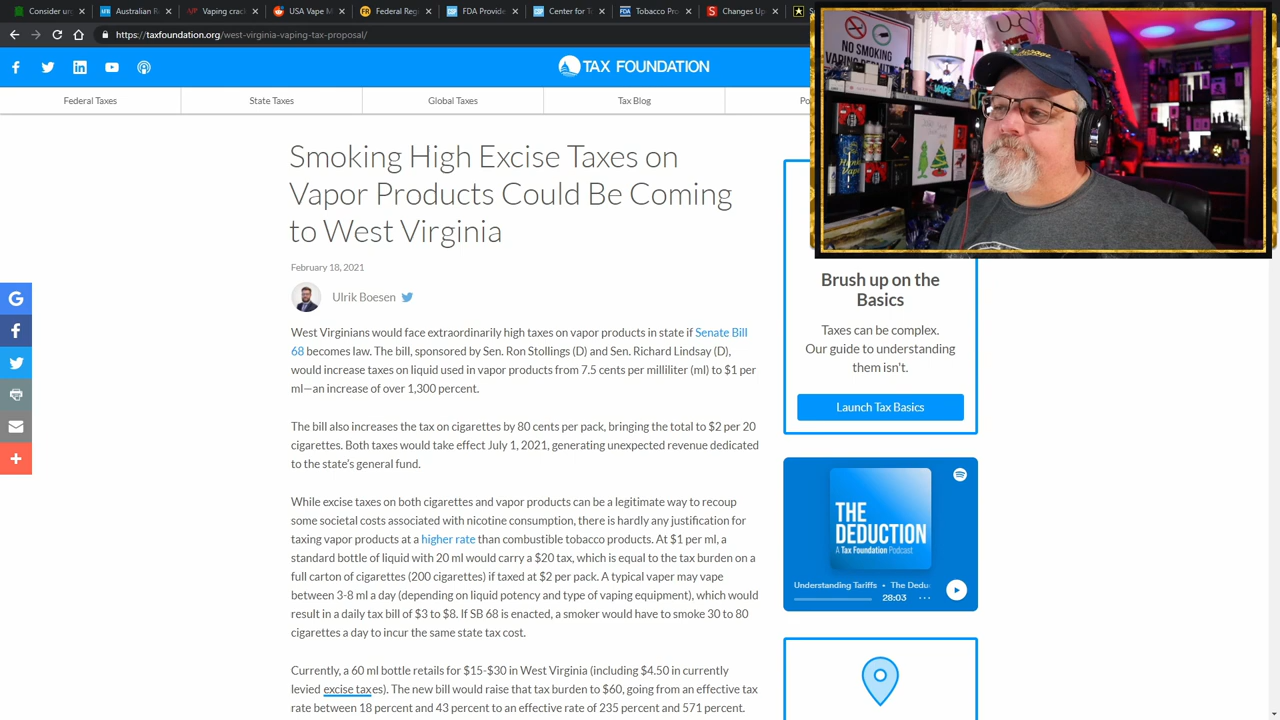 Consider un
Vaping and
USA Vape M
Federal Regi
FDA Provide
Changes Up
taxfoundation.org/west-virginia-vaping-tax-proposal/
TAX FOUNDATION
Federal Taxes
State Taxes
Global Taxes
Tax Blog
Po
NO SMOKING
VAPE
Smoking High Excise Taxes on
Vapor Products Could Be Coming
to West Virginia
February 18, 2021
Ulrik Boesen
West Virginians would face extraordinarily high taxes on vapor products in state if Senate Bill
68 becomes law. The bill, sponsored by Sen. Ron Stollings (D) and Sen. Richard Lindsay (D),
would increase taxes on liquid used in vapor products from 7.5 cents per milliliter (ml) to $1 per
ml—an increase of over 1,300 percent.
The bill also increases the tax on cigarettes by 80 cents per pack, bringing the total to $2 per 20
cigarettes. Both taxes would take effect July 1, 2021, generating unexpected revenue dedicated
to the state's general fund.
While excise taxes on both cigarettes and vapor products can be a legitimate way to recoup
some societal costs associated with nicotine consumption, there is hardly any justification for
taxing vapor products at a higher rate than combustible tobacco products. At $1 per ml, a
standard bottle of liquid with 20 ml would carry a $20 tax, which is equal to the tax burden on a
full carton of cigarettes (200 cigarettes) if taxed at $2 per pack. A typical vaper may vape
between 3-8 ml a day (depending on liquid potency and type of vaping equipment), which would
result in a daily tax bill of $3 to $8. If SB 68 is enacted, a smoker would have to smoke 30 to 80
cigarettes a day to incur the same state tax cost.
Currently, a 60 ml bottle retails for $15-$30 in West Virginia (including $4.50 in currently
levied excise taxes). The new bill would raise that tax burden to $60, going from an effective tax
rate between 18 percent and 43 percent to an effective rate of 235 percent and 571 percent.
Brush up on the
Basics
Taxes can be complex.
Our guide to understanding
them isn't.
Launch Tax Basics
THE
DEDUCTION
A Tax Foundation Podcast
Understanding Tariffs • The Dedu
28:03